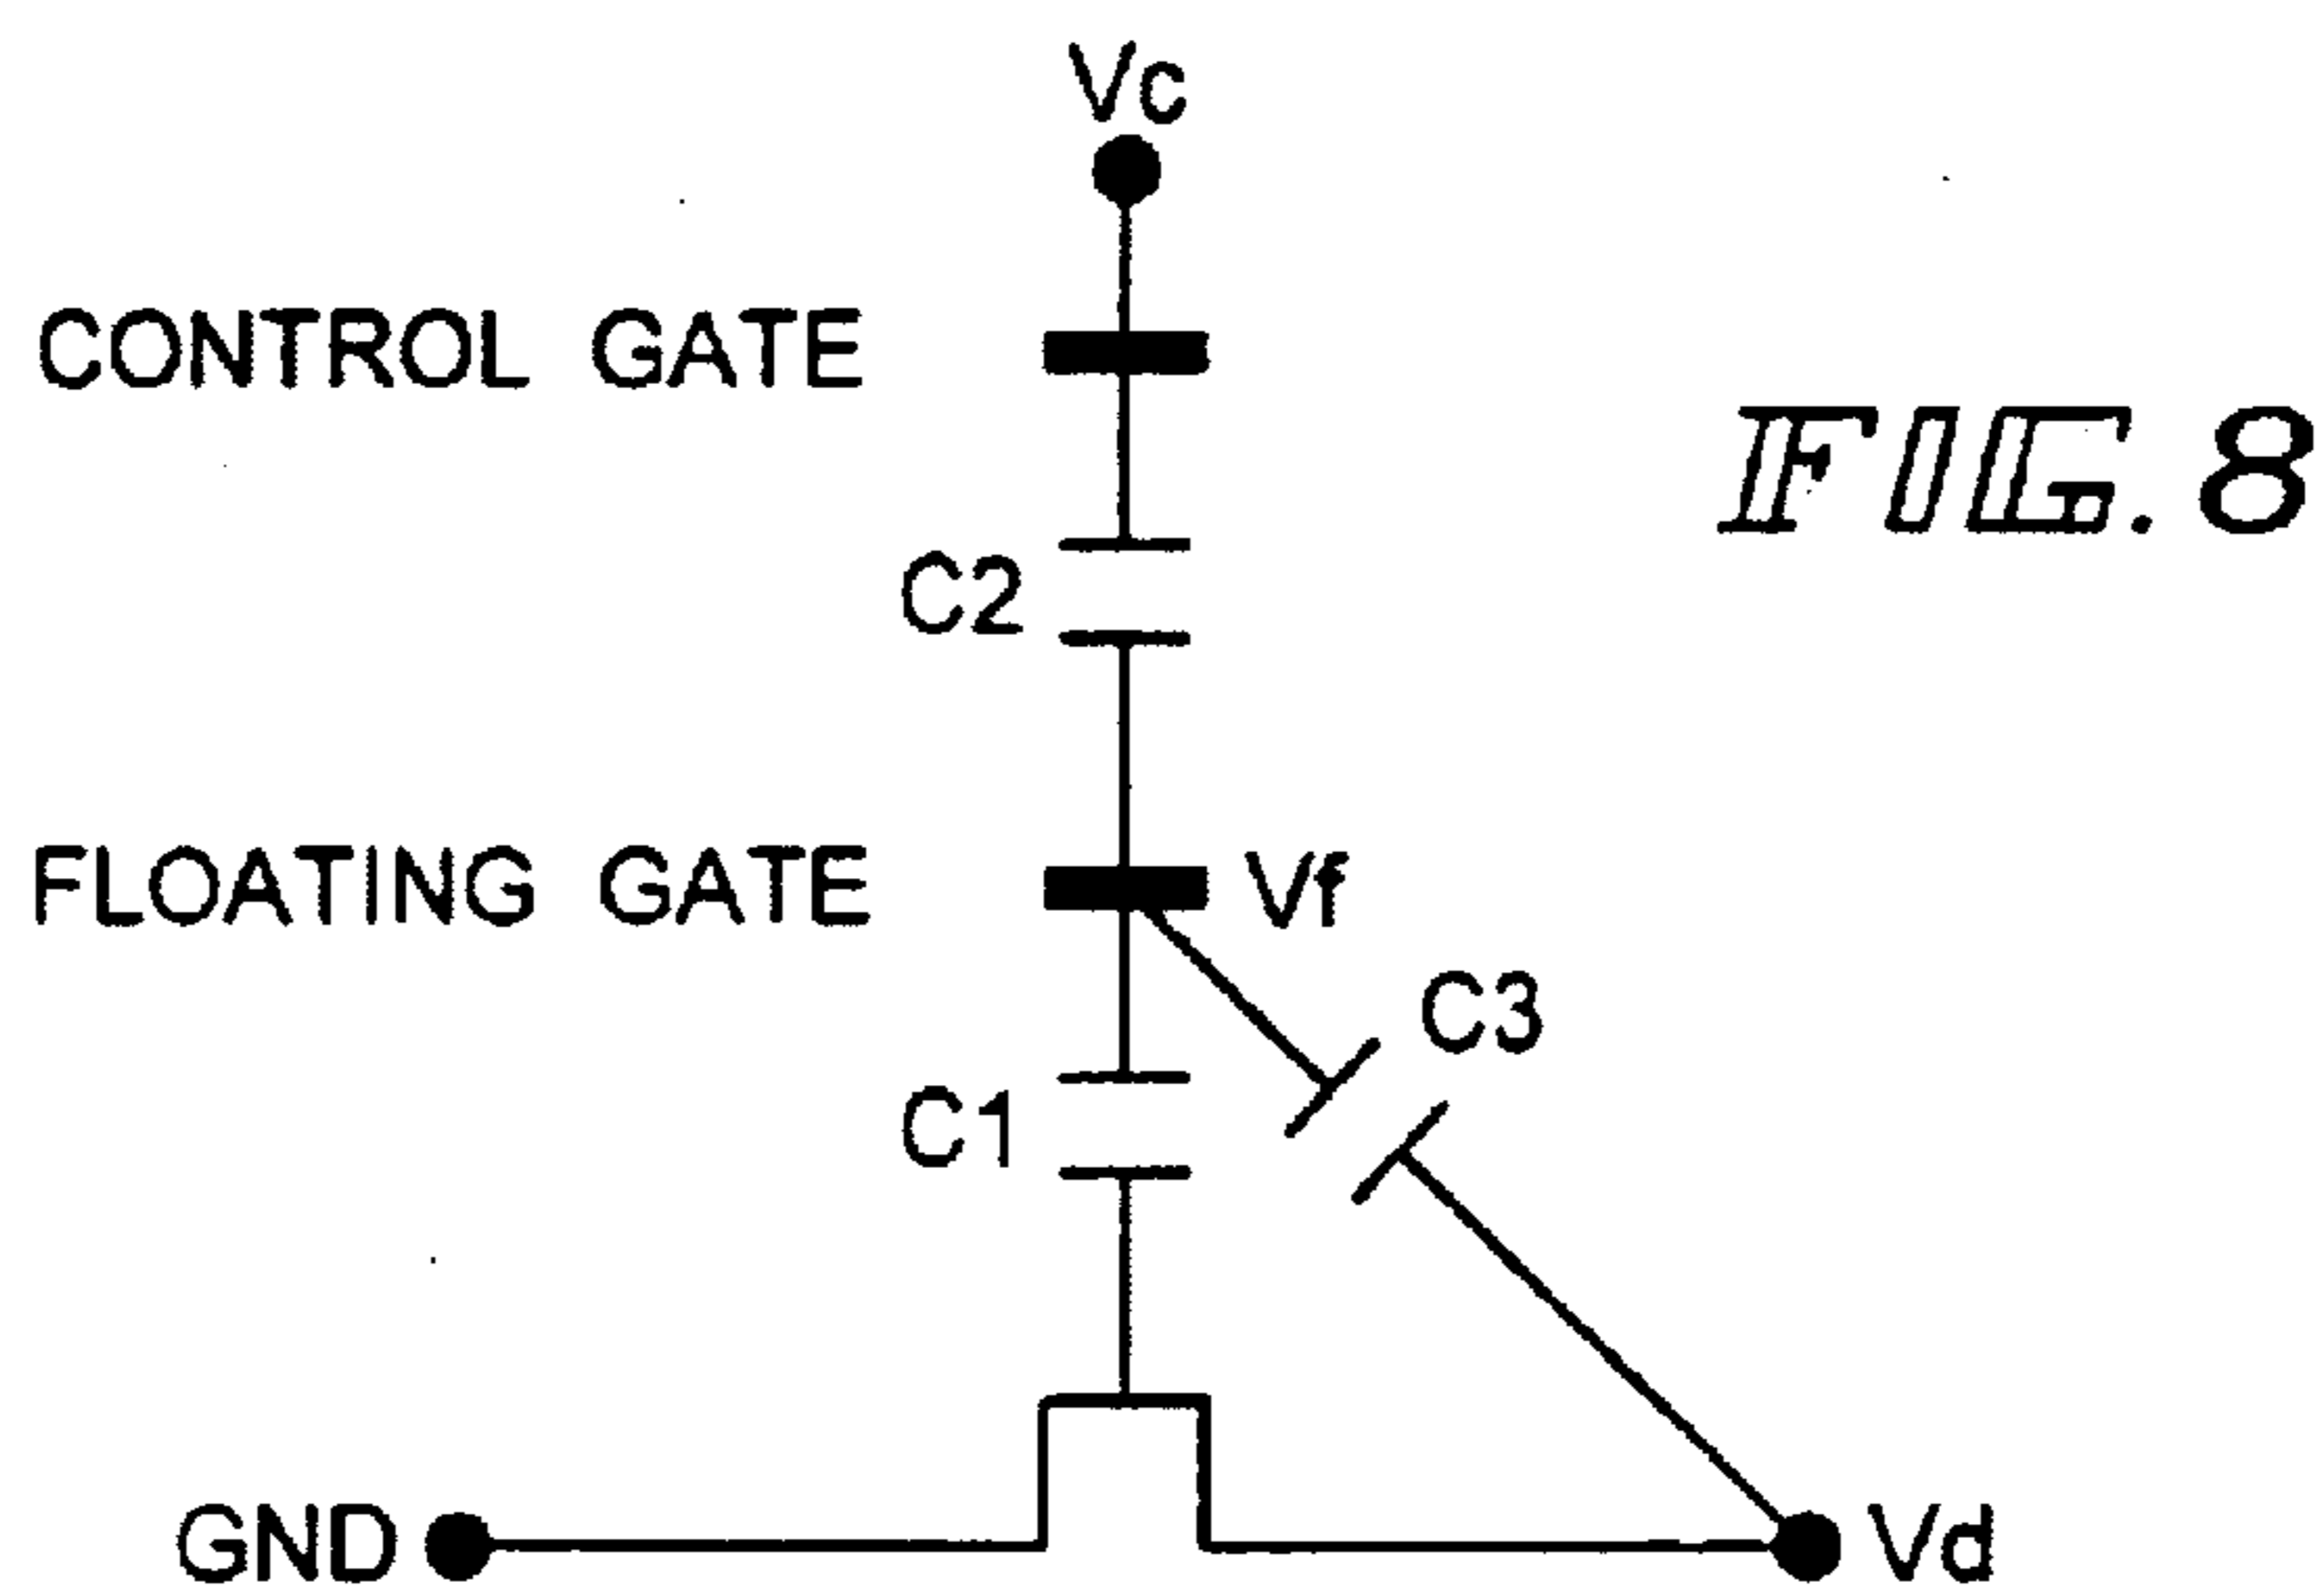 Vc
CONTROL GATE
FIG. 8
C2
FLOATING GATE
Vf
C3
C1
GND
Vd